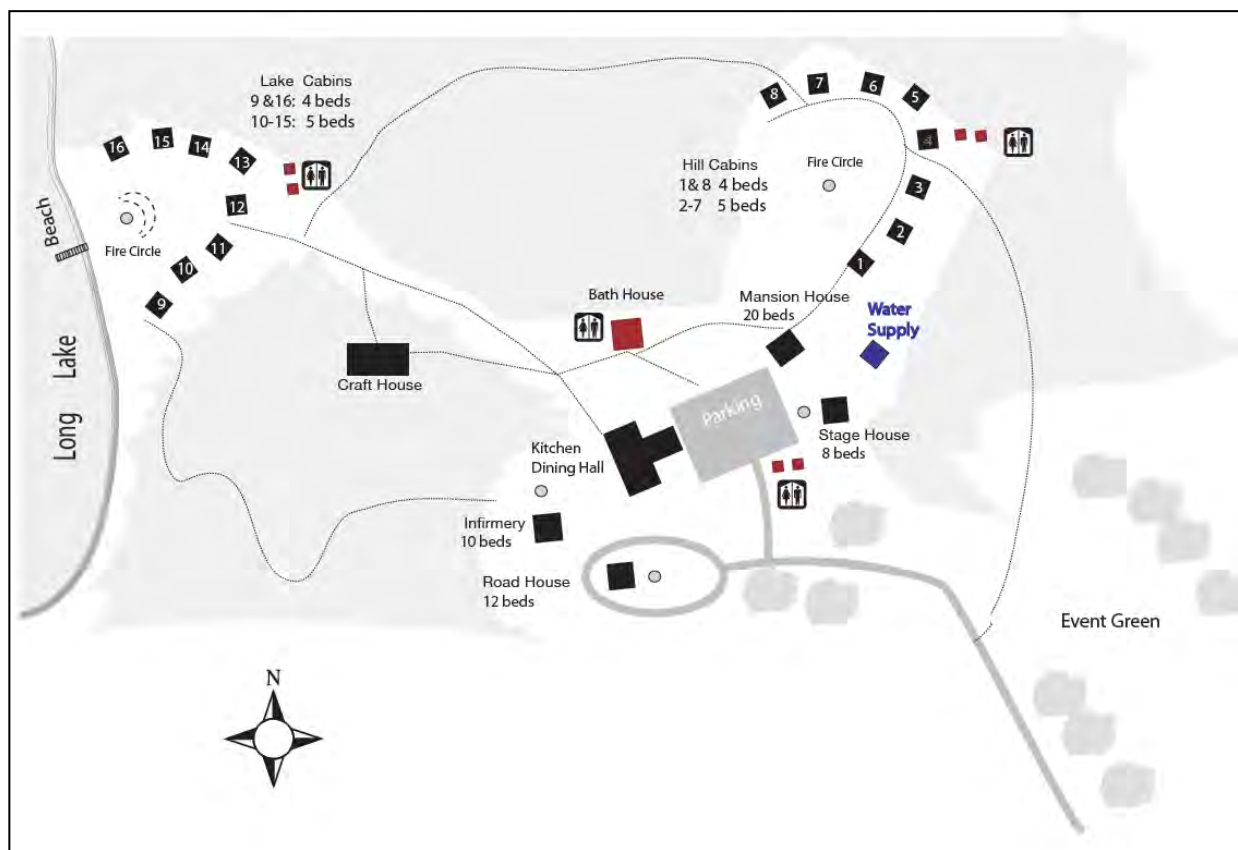 Lake Cabins
9 &16: 4 beds
10-15: 5 beds
16
15
14
13
12
11
10
9
Fire Circle
Beach
Long Lake
8
7
6
5
4
3
2
1
Fire Circle
Hill Cabins
1& 8 4 beds
2-7 5 beds
Mansion House
20 beds
Water
Supply
Bath House
Craft House
Parking
Stage House
8 beds
Kitchen
Dining Hall
Infirmery
10 beds
Road House
12 beds
Event Green
N